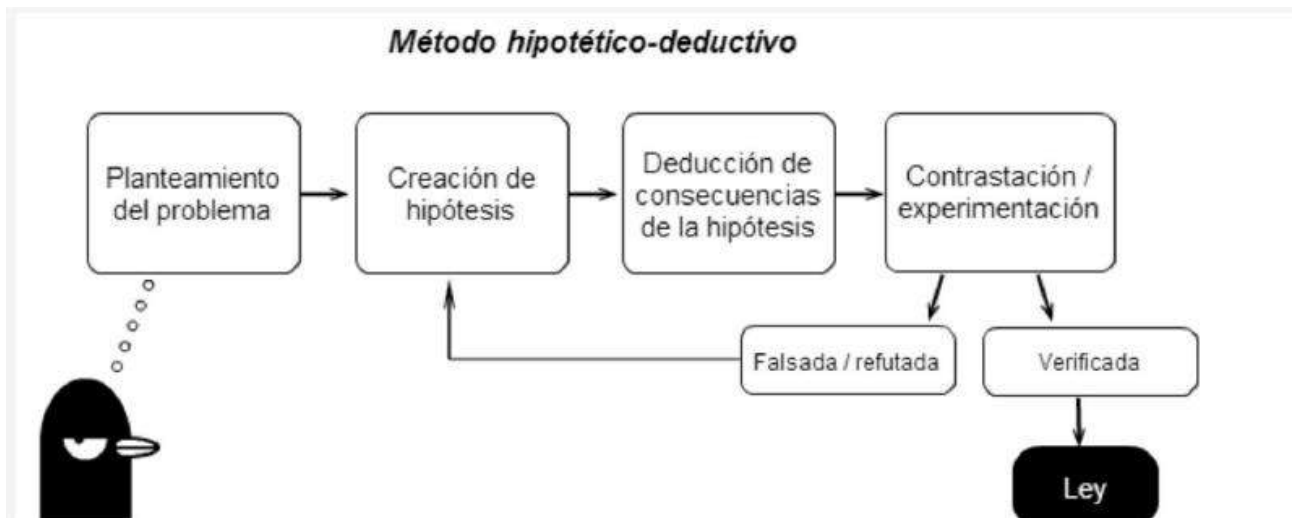 Método hipotético-deductivo
Planteamiento
del problema
Creación de
hipótesis
Deducción de
consecuencias
de la hipótesis
Contrastación /
experimentación
Falsada / refutada
Verificada
Ley